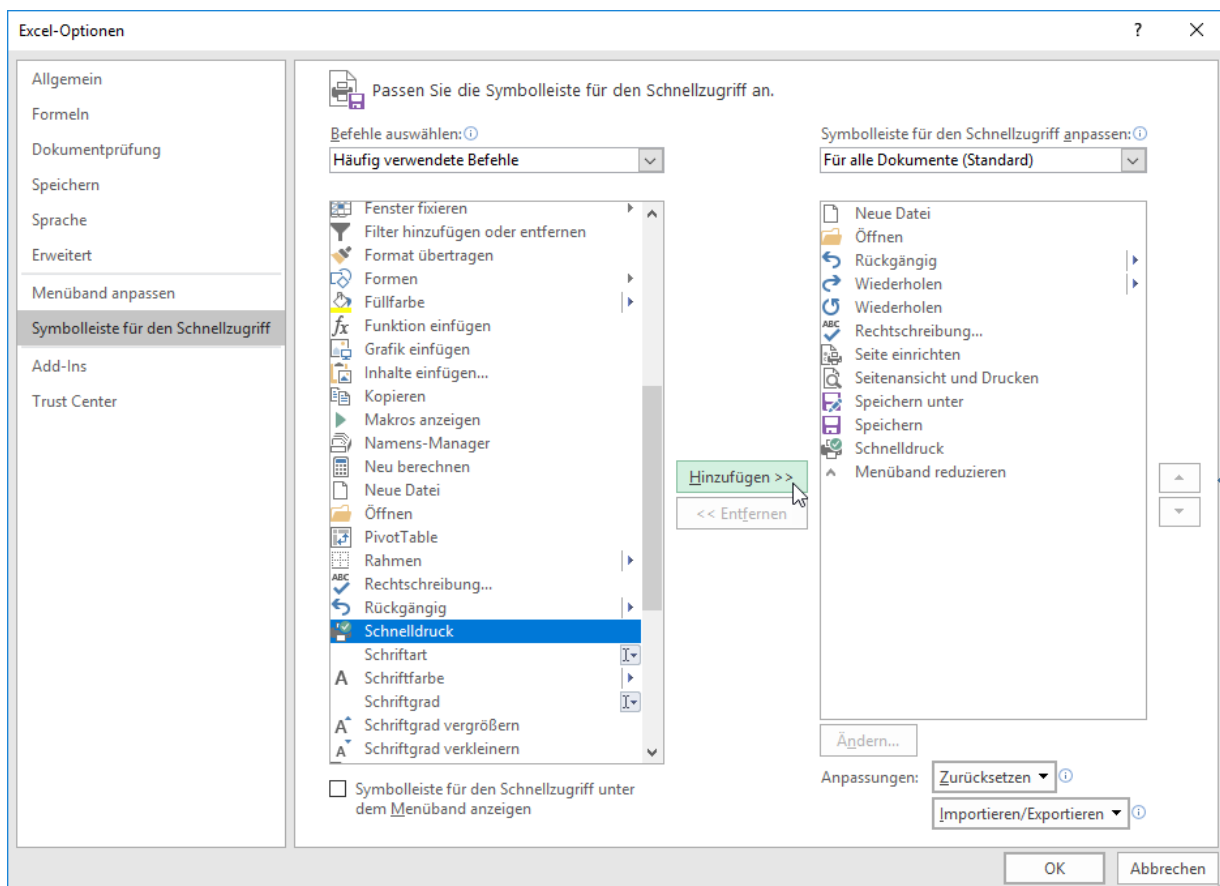 Excel-Optionen
?
Allgemein
Formeln
Dokumentprüfung
Speichern
Sprache
Erweitert
Menüband anpassen
Symbolleiste für den Schnellzugriff
Add-Ins
Trust Center
Passen Sie die Symbolleiste für den Schnellzugriff an.
Befehle auswählen:
Häufig verwendete Befehle
Fenster fixieren
Filter hinzufügen oder entfernen
Format übertragen
Formen
Füllfarbe
Funktion einfügen
Grafik einfügen
Inhalte einfügen...
Kopieren
Makros anzeigen
Namens-Manager
Neu berechnen
Neue Datei
Öffnen
PivotTable
Rahmen
Rechtschreibung...
Rückgängig
Schnelldruck
Schriftart
Schriftfarbe
Schriftgrad
Schriftgrad vergrößern
Schriftgrad verkleinern
Symbolleiste für den Schnellzugriff unter
dem Menüband anzeigen
Hinzufügen >>
<< Entfernen
Symbolleiste für den Schnellzugriff anpassen:
Für alle Dokumente (Standard)
Neue Datei
Öffnen
Rückgängig
Wiederholen
Wiederholen
Rechtschreibung...
Seite einrichten
Seitenansicht und Drucken
Speichern unter
Speichern
Schnelldruck
Menüband reduzieren
Ändern...
Anpassungen: Zurücksetzen
Importieren/Exportieren
OK
Abbrechen